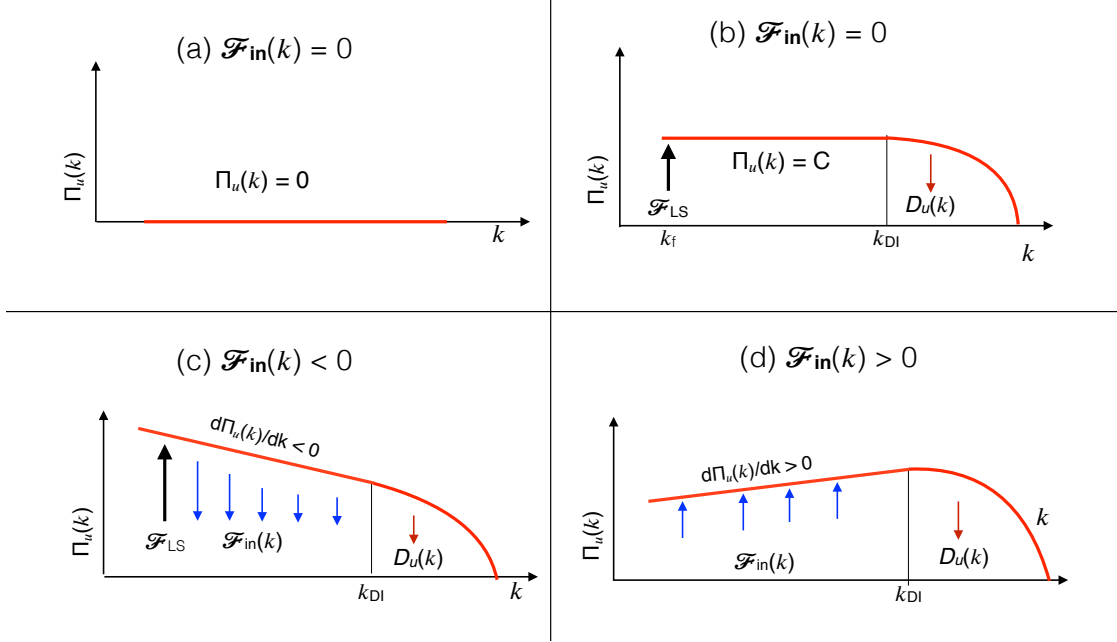 (a) 𝓕in(k) = 0
Πu(k)
Πu(k) = 0
k
(b) 𝓕in(k) = 0
Πu(k)
Πu(k) = C
𝓕LS
Du(k)
kf
kDI
k
(c) 𝓕in(k) < 0
dΠu(k)/dk < 0
Πu(k)
𝓕LS
𝓕in(k)
Du(k)
kDI
k
(d) 𝓕in(k) > 0
dΠu(k)/dk > 0
Πu(k)
k
𝓕in(k)
Du(k)
kDI